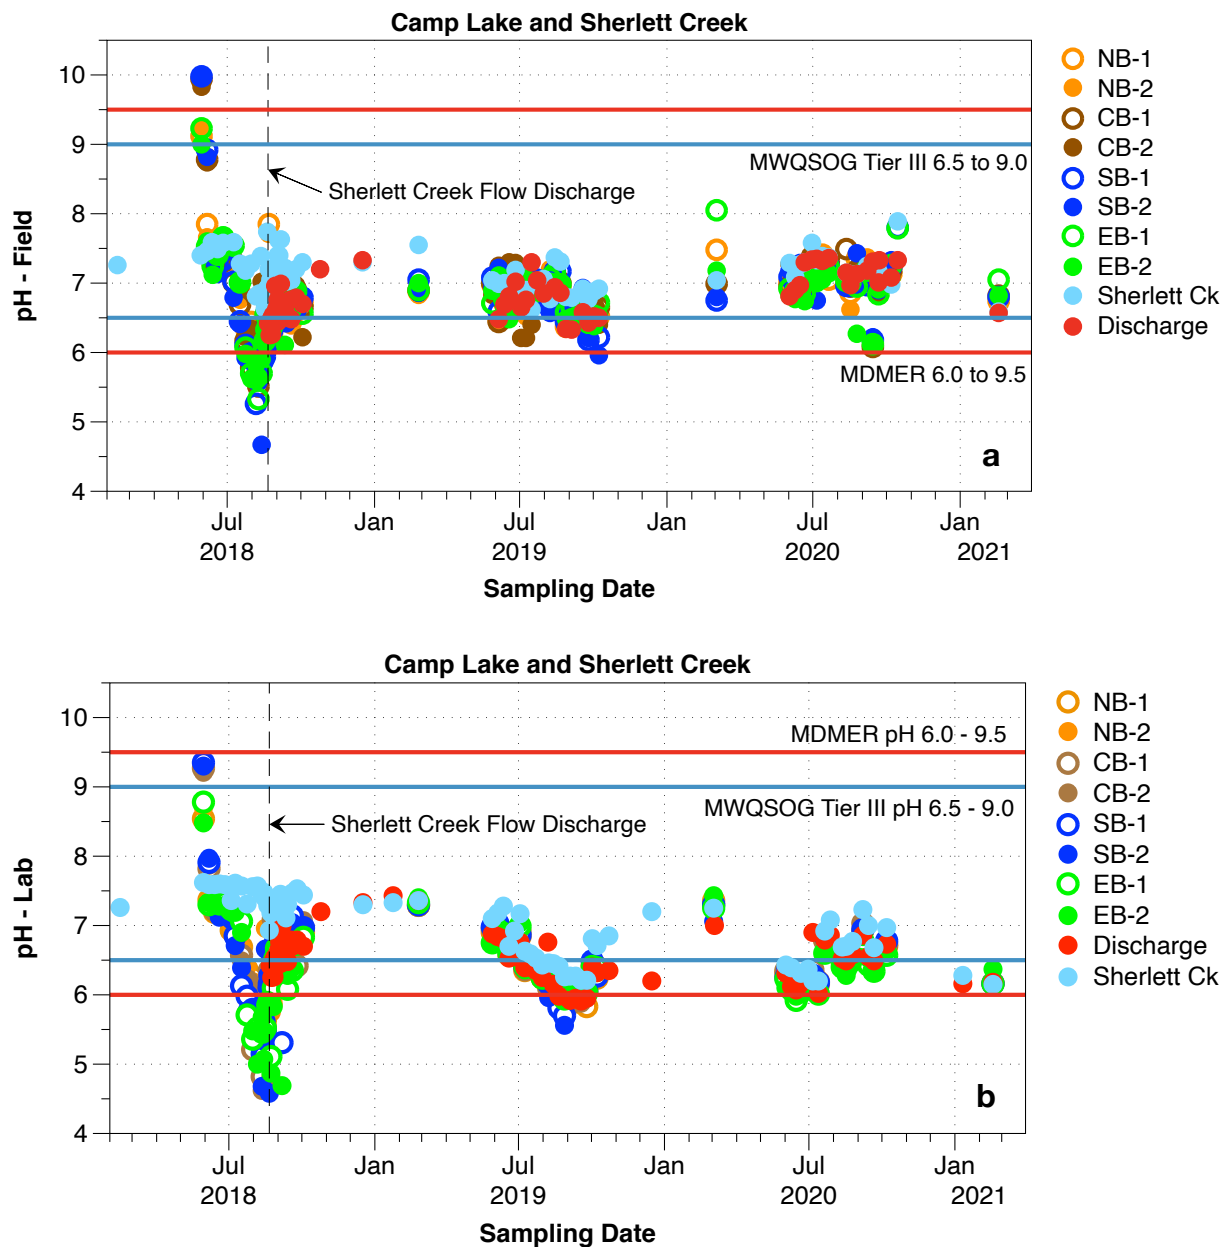 Camp Lake and Sherlett Creek
10
9
8
7
6
5
4
pH - Field
MWQSOG Tier III 6.5 to 9.0
Sherlett Creek Flow Discharge
MDMER 6.0 to 9.5
a
Jul Jan Jul Jan Jul Jan
2018 2019 2020 2021
Sampling Date
NB-1
NB-2
CB-1
CB-2
SB-1
SB-2
EB-1
EB-2
Sherlett Ck
Discharge
Camp Lake and Sherlett Creek
10
9
8
7
6
5
4
pH - Lab
MDMER pH 6.0 - 9.5
MWQSOG Tier III pH 6.5 - 9.0
Sherlett Creek Flow Discharge
b
Jul Jan Jul Jan Jul Jan
2018 2019 2020 2021
Sampling Date
NB-1
NB-2
CB-1
CB-2
SB-1
SB-2
EB-1
EB-2
Discharge
Sherlett Ck